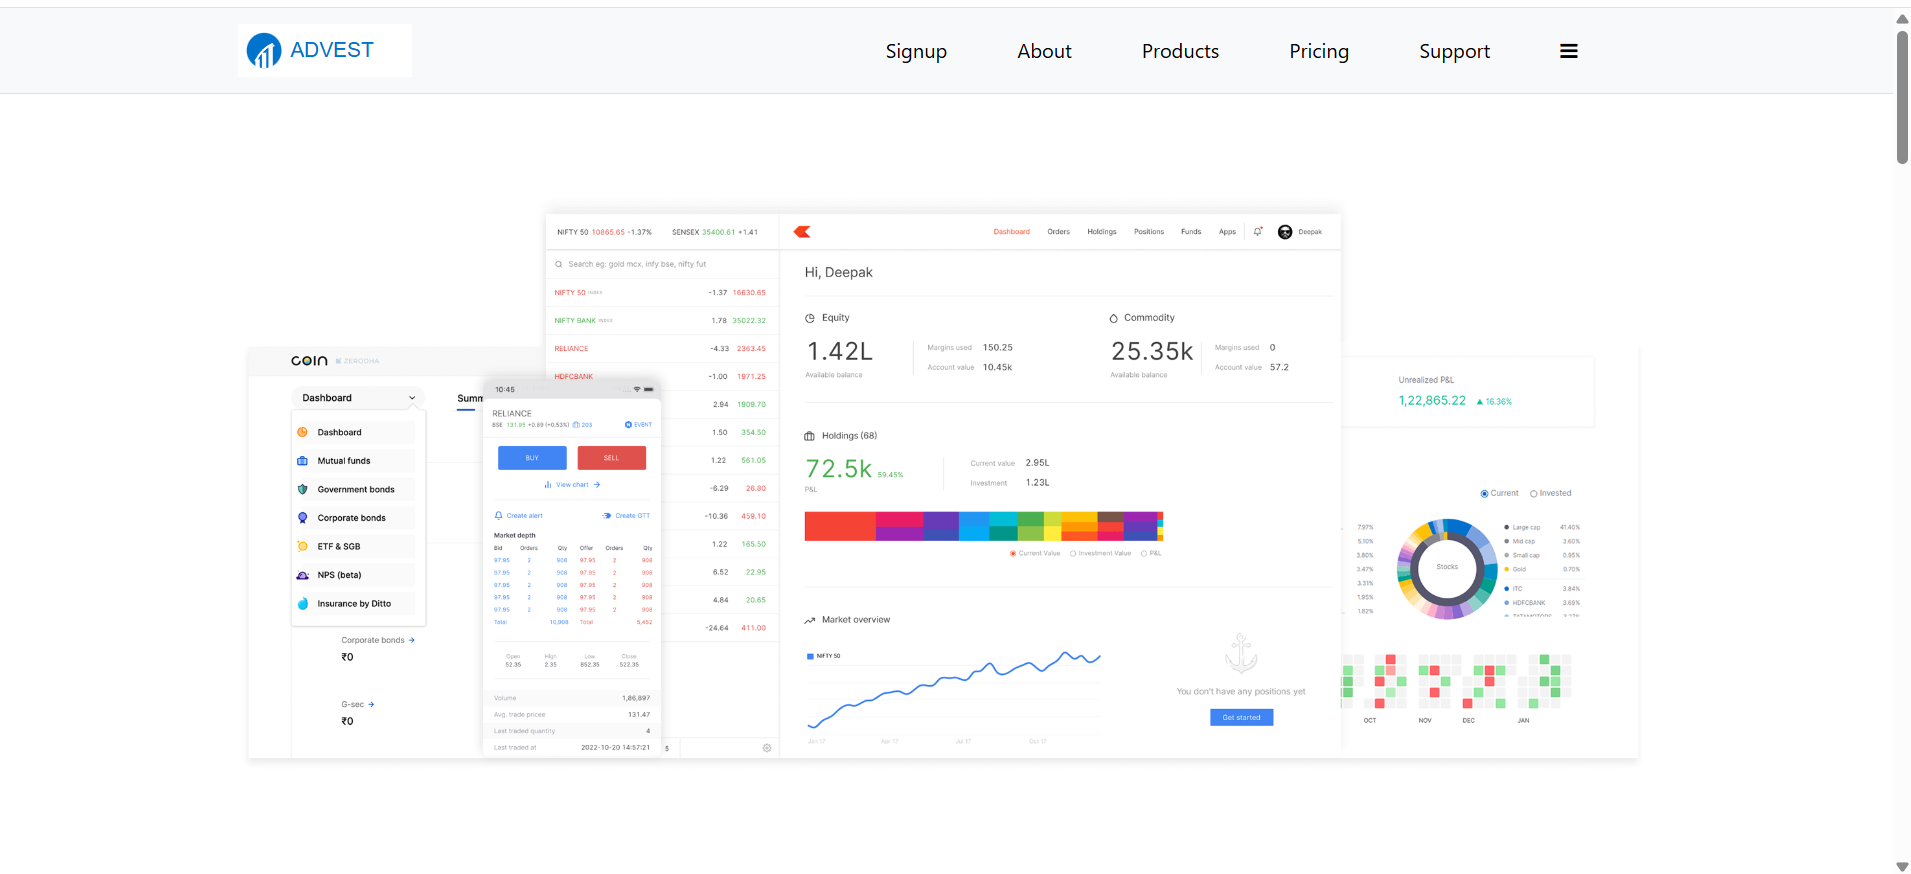 ADVEST
Signup About Products Pricing Support
NIFTY 50 10865.65 -1.37% SENSEX 35400.61 +1.41
Dashboard Orders Holdings Positions Funds Apps Deepak
Search eg: gold mcx, infy bse, nifty fut
NIFTY 50 INDEX -1.37 16630.65
NIFTY BANK INDEX 1.78 35022.32
RELIANCE -4.33 2363.45
HDFCBANK -1.00 1971.25
2.94 1909.70
1.50 354.50
1.22 561.05
-6.29 26.80
-10.36 459.10
1.22 165.50
6.52 22.95
4.84 20.65
-24.64 411.00
5
Hi, Deepak
Equity
1.42L
Available balance
Margins used 150.25
Account value 10.45k
Commodity
25.35k
Available balance
Margins used 0
Account value 57.2
Holdings (68)
72.5k 59.45%
P&L
Current value 2.95L
Investment 1.23L
Current Value Investment Value P&L
Market overview
NIFTY 50
Jan 17 Apr 17 Jul 17 Oct 17
You don't have any positions yet
Get started
coin ZERODHA
Dashboard
Summ
Dashboard
Mutual funds
Government bonds
Corporate bonds
ETF & SGB
NPS (beta)
Insurance by Ditto
Corporate bonds
₹0
G-sec
₹0
10:45
RELIANCE
BSE 131.95 +0.69 (+0.53%) 203 EVENT
BUY SELL
View chart
Create alert Create GTT
Market depth
Bid Orders Qty Offer Orders Qty
97.95 2 908 97.95 2 908
97.95 2 908 97.95 2 908
97.95 2 908 97.95 2 908
97.95 2 908 97.95 2 908
97.95 2 908 97.95 2 908
Total 10,908 Total 5,452
Open High Low Close
52.35 2.35 852.35 522.35
Volume 1,86,897
Avg. trade pricee 131.47
Last traded quantity 4
Last traded at 2022-10-20 14:57:21
Unrealized P&L
1,22,865.22 16.36%
Current Invested
7.97%
5.10%
3.80%
3.47%
3.31%
1.95%
1.82%
Stocks
Large cap 41.40%
Mid cap 3.60%
Small cap 0.95%
Gold 0.70%
ITC 3.84%
HDFCBANK 3.69%
OCT NOV DEC JAN